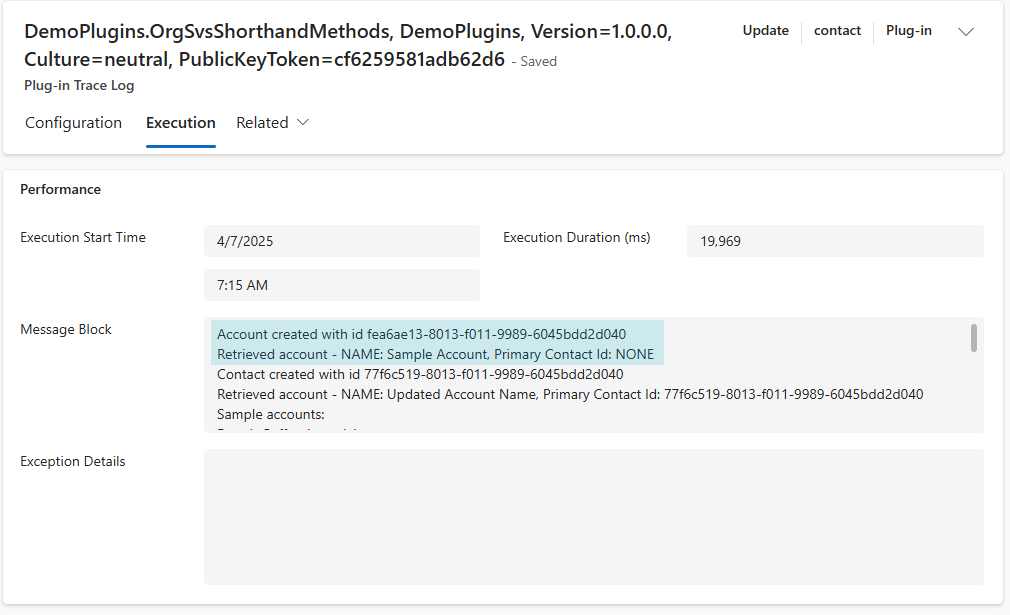 DemoPlugins.OrgSvsShorthandMethods, DemoPlugins, Version=1.0.0.0,
Culture=neutral, PublicKeyToken=cf6259581adb62d6 - Saved
Plug-in Trace Log
Update
contact
Plug-in
Configuration
Execution
Related
Performance
Execution Start Time
4/7/2025
Execution Duration (ms)
19,969
7:15 AM
Message Block
Account created with id fea6ae13-8013-f011-9989-6045bdd2d040
Retrieved account - NAME: Sample Account, Primary Contact Id: NONE
Contact created with id 77f6c519-8013-f011-9989-6045bdd2d040
Retrieved account - NAME: Updated Account Name, Primary Contact Id: 77f6c519-8013-f011-9989-6045bdd2d040
Sample accounts:
Exception Details